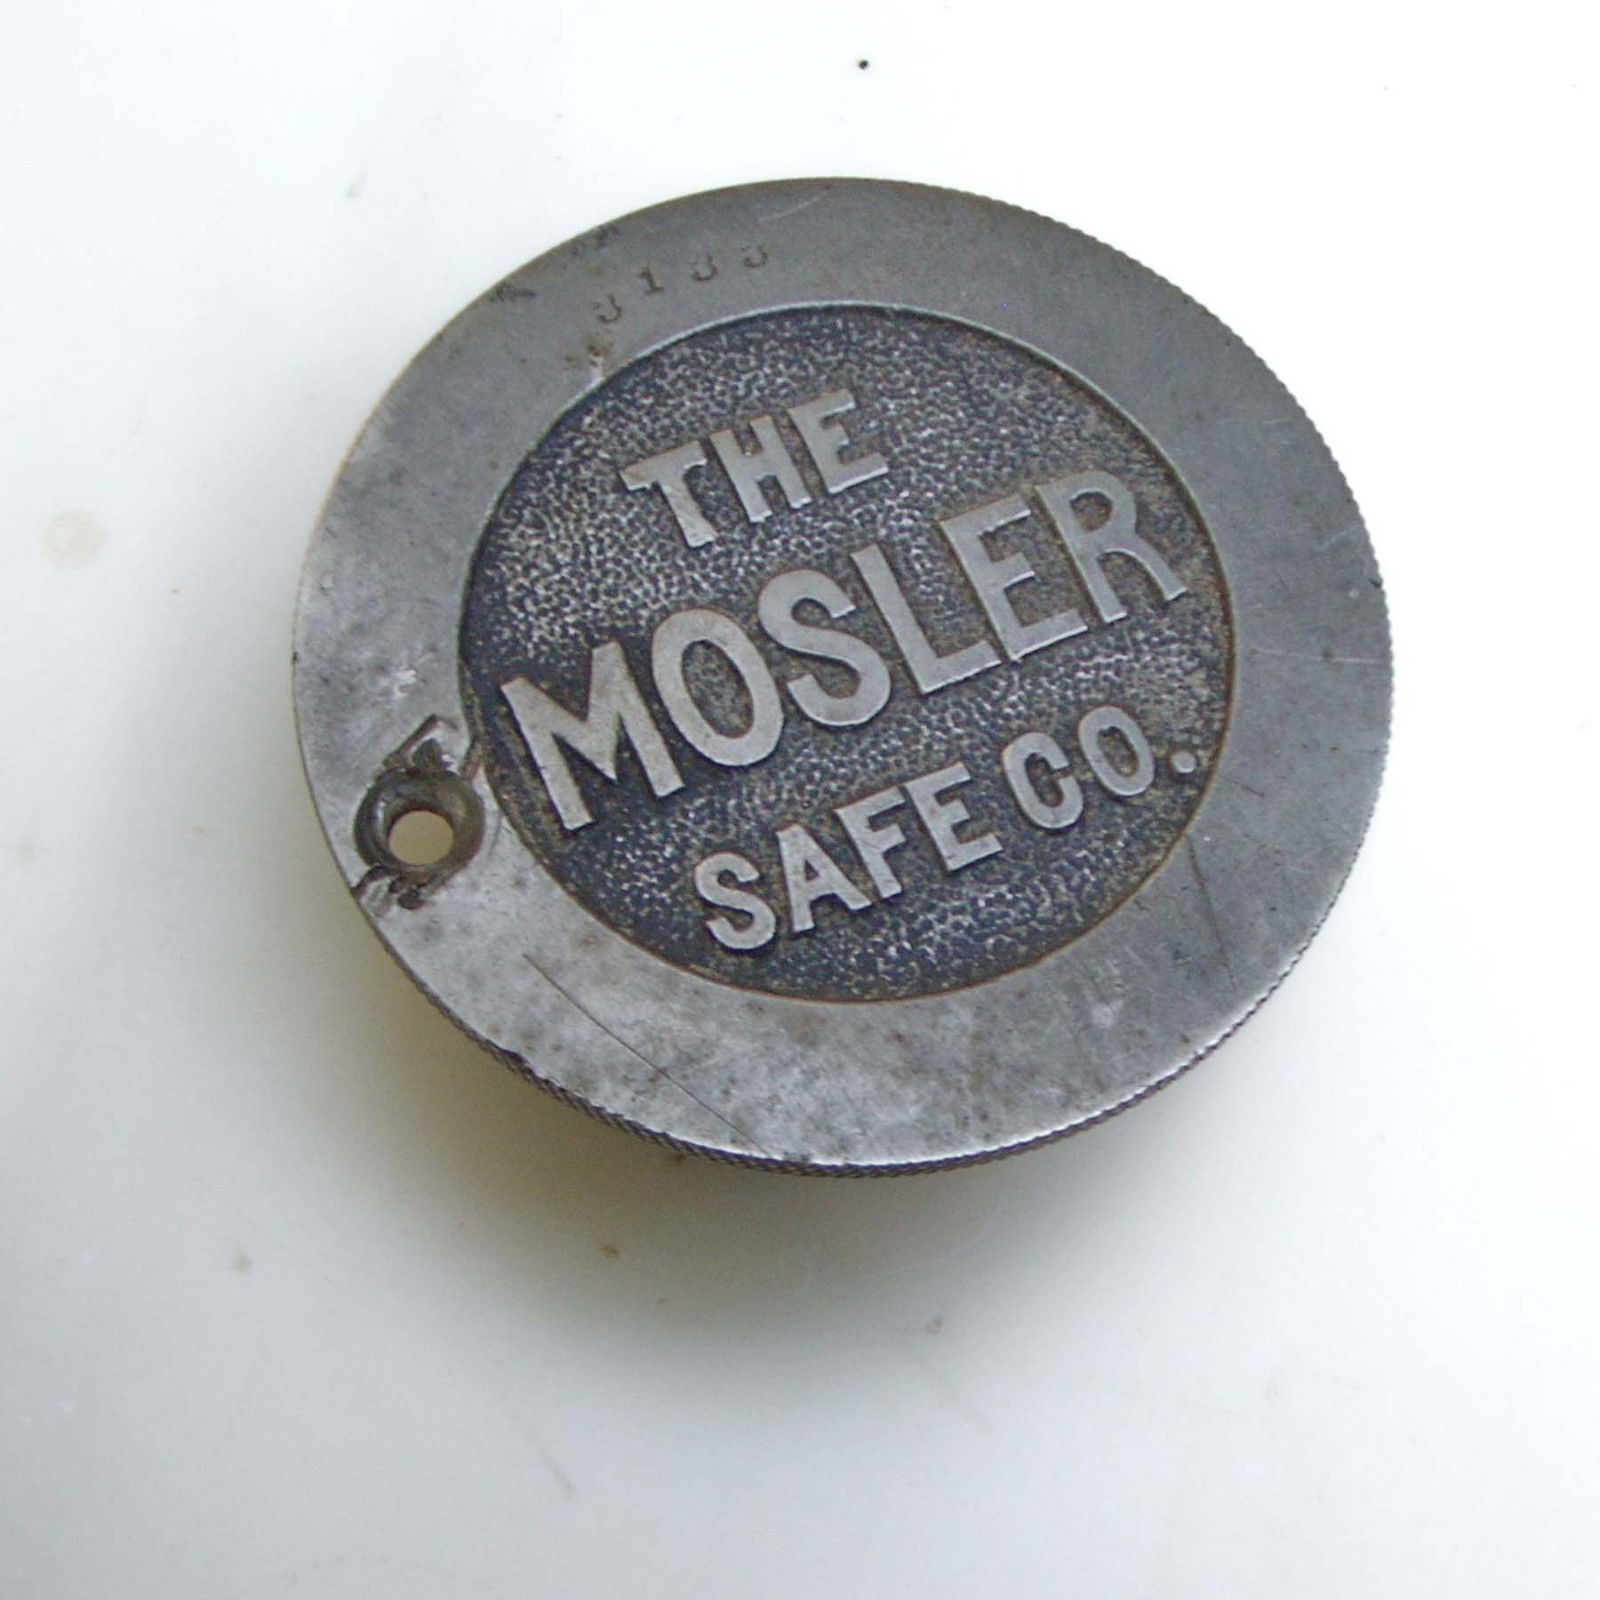 THE
MOSLER
SAFE CO.